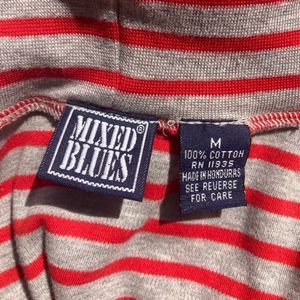 MIXED®
BLUES
M
100% COTTON
RN 11935
MADE IN HONDURAS
SEE REVERSE
FOR CARE